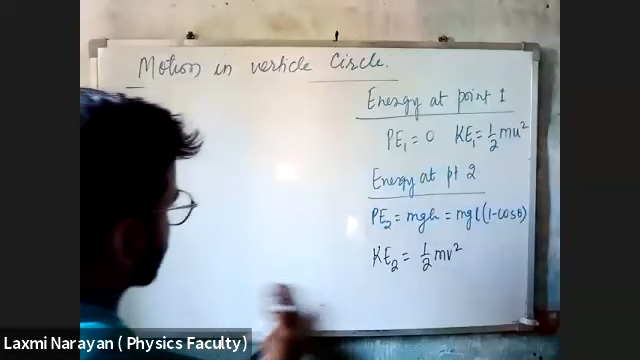 Motion in verticle Circle.
Energy at point 1
PE₁ = 0 KE₁ = 1/2 mu²
Energy at pt 2
PE₂ = mgh = mgl(1-cosθ)
KE₂ = 1/2 mv²
Laxmi Narayan ( Physics Faculty)